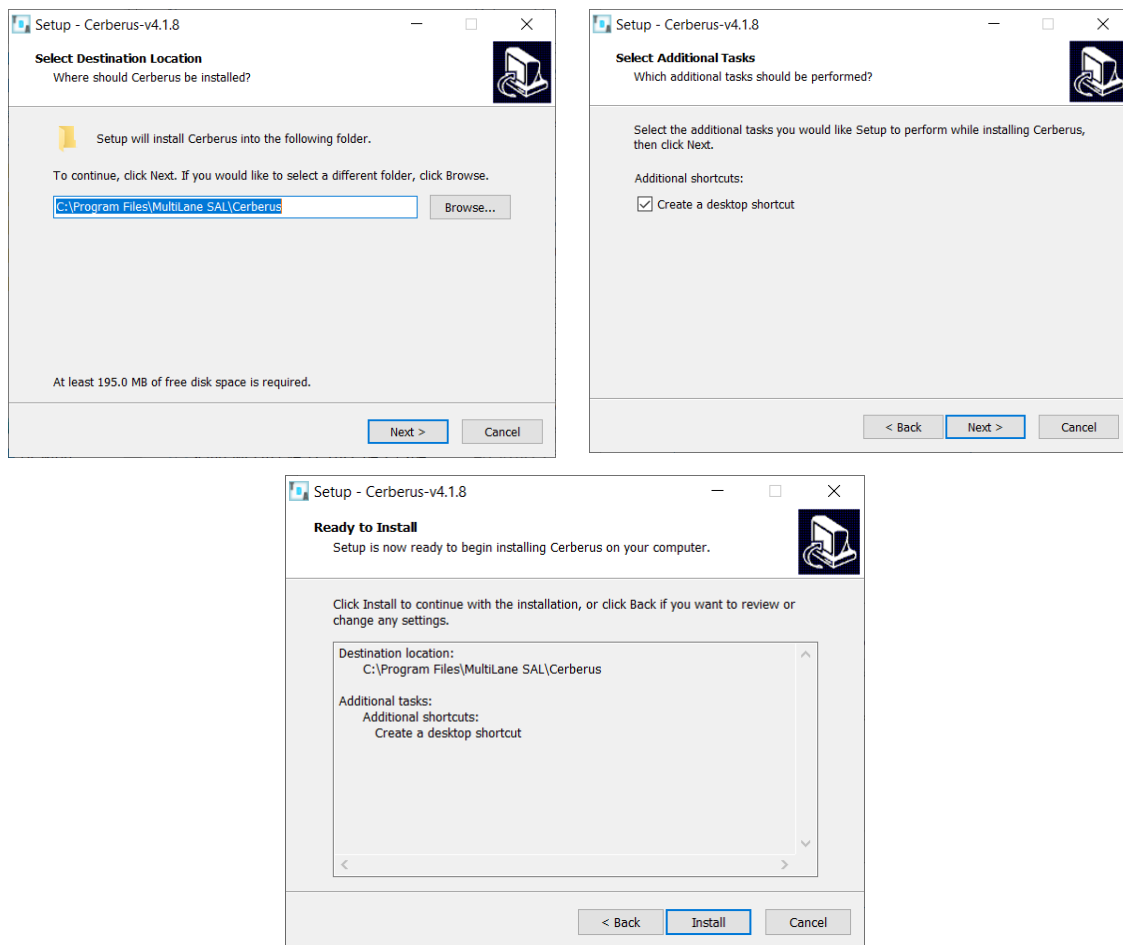 Setup - Cerberus-v4.1.8
Select Destination Location
Where should Cerberus be installed?
Setup will install Cerberus into the following folder.
To continue, click Next. If you would like to select a different folder, click Browse.
C:\Program Files\MultiLane SAL\Cerberus
Browse...
At least 195.0 MB of free disk space is required.
Next >
Cancel
Setup - Cerberus-v4.1.8
Select Additional Tasks
Which additional tasks should be performed?
Select the additional tasks you would like Setup to perform while installing Cerberus,
then click Next.
Additional shortcuts:
Create a desktop shortcut
< Back
Next >
Cancel
Setup - Cerberus-v4.1.8
Ready to Install
Setup is now ready to begin installing Cerberus on your computer.
Click Install to continue with the installation, or click Back if you want to review or
change any settings.
Destination location:
C:\Program Files\MultiLane SAL\Cerberus
Additional tasks:
Additional shortcuts:
Create a desktop shortcut
< Back
Install
Cancel